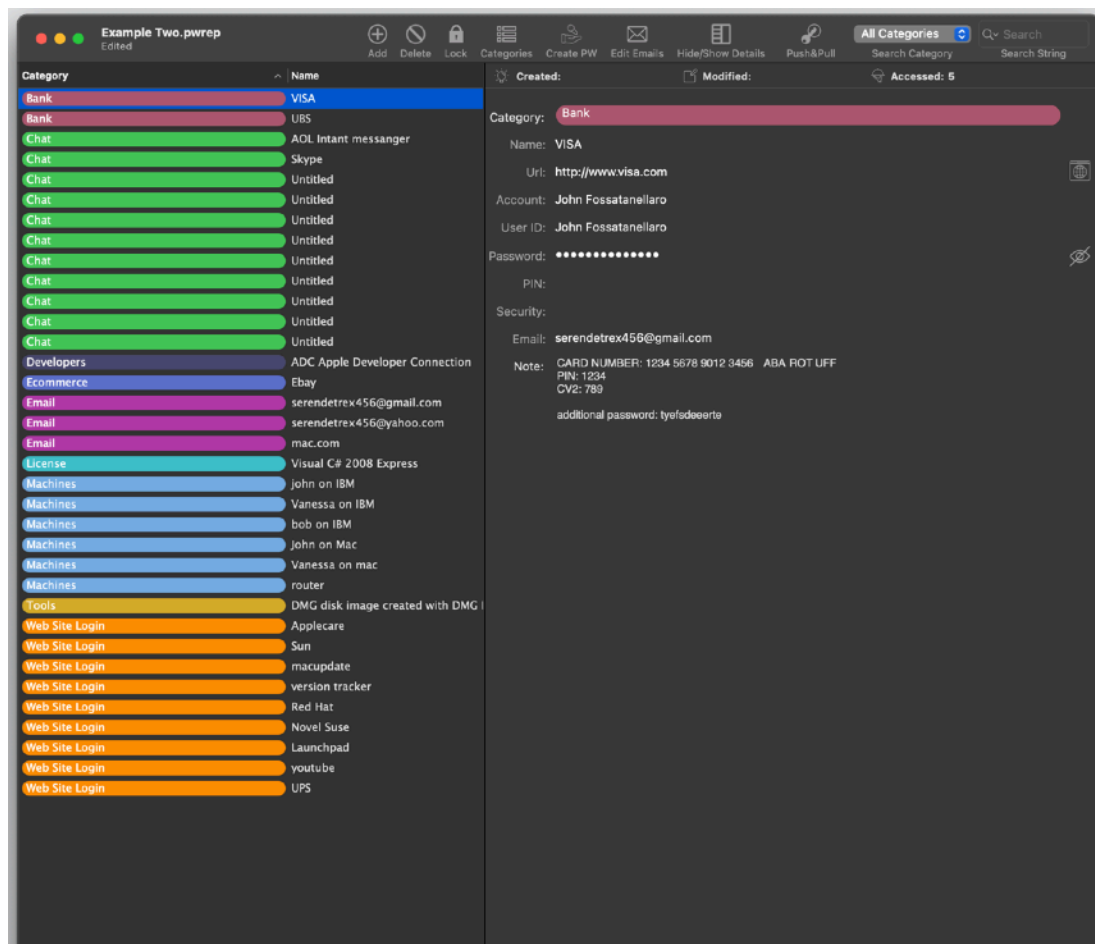 Example Two.pwrep
Edited
Add Delete Lock Categories Create PW Edit Emails Hide/Show Details Push&Pull All Categories Search Category Search Search String
Category Name
Created: Modified: Accessed: 5
Bank VISA
Bank UBS
Chat AOL Intant messanger
Chat Skype
Chat Untitled
Chat Untitled
Chat Untitled
Chat Untitled
Chat Untitled
Chat Untitled
Chat Untitled
Chat Untitled
Chat Untitled
Developers ADC Apple Developer Connection
Ecommerce Ebay
Email serendetrex456@gmail.com
Email serendetrex456@yahoo.com
Email mac.com
License Visual C# 2008 Express
Machines john on IBM
Machines Vanessa on IBM
Machines bob on IBM
Machines John on Mac
Machines Vanessa on mac
Machines router
Tools DMG disk image created with DMG
Web Site Login Applecare
Web Site Login Sun
Web Site Login macupdate
Web Site Login version tracker
Web Site Login Red Hat
Web Site Login Novel Suse
Web Site Login Launchpad
Web Site Login youtube
Web Site Login UPS
Category: Bank
Name: VISA
Url: http://www.visa.com
Account: John Fossatanellaro
User ID: John Fossatanellaro
Password: ••••••••••••••
PIN:
Security:
Email: serendetrex456@gmail.com
Note: CARD NUMBER: 1234 5678 9012 3456 ABA ROT UFF
PIN: 1234
CV2: 789
additional password: tyefsdeeerte